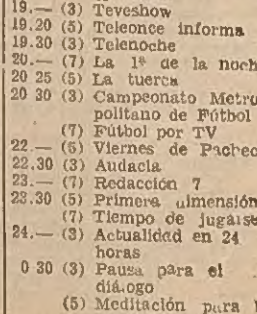 19.— (3) Teveshow
19.20 (5) Teleonce informa
19.30 (3) Telenoche
20.— (7) La 1ª de la noch
20 25 (5) La tuerca
20 30 (3) Campeonato Metro
politano de Fútbol
(7) Fútbol por TV
22.— (5) Viernes de Pacheco
22.30 (3) Audacia
23.— (7) Redacción 7
23.30 (5) Primera dimensión
(7) Tiempo de jugarse
24.— (3) Actualidad en 24
horas
0 30 (3) Pausa para el
diálogo
(5) Meditación para l